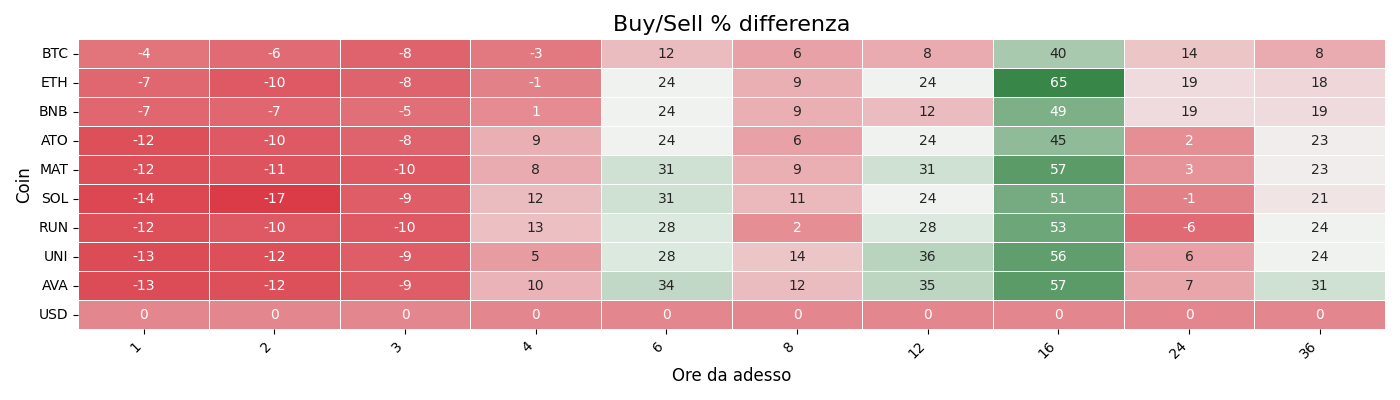 Buy/Sell % differenza
Coin
BTC -4 -6 -8 -3 12 6 8 40 14 8
ETH -7 -10 -8 -1 24 9 24 65 19 18
BNB -7 -7 -5 1 24 9 12 49 19 19
ATO -12 -10 -8 9 24 6 24 45 2 23
MAT -12 -11 -10 8 31 9 31 57 3 23
SOL -14 -17 -9 12 31 11 24 51 -1 21
RUN -12 -10 -10 13 28 2 28 53 -6 24
UNI -13 -12 -9 5 28 14 36 56 6 24
AVA -13 -12 -9 10 34 12 35 57 7 31
USD 0 0 0 0 0 0 0 0 0 0
1 2 3 4 6 8 12 16 24 36
Ore da adesso